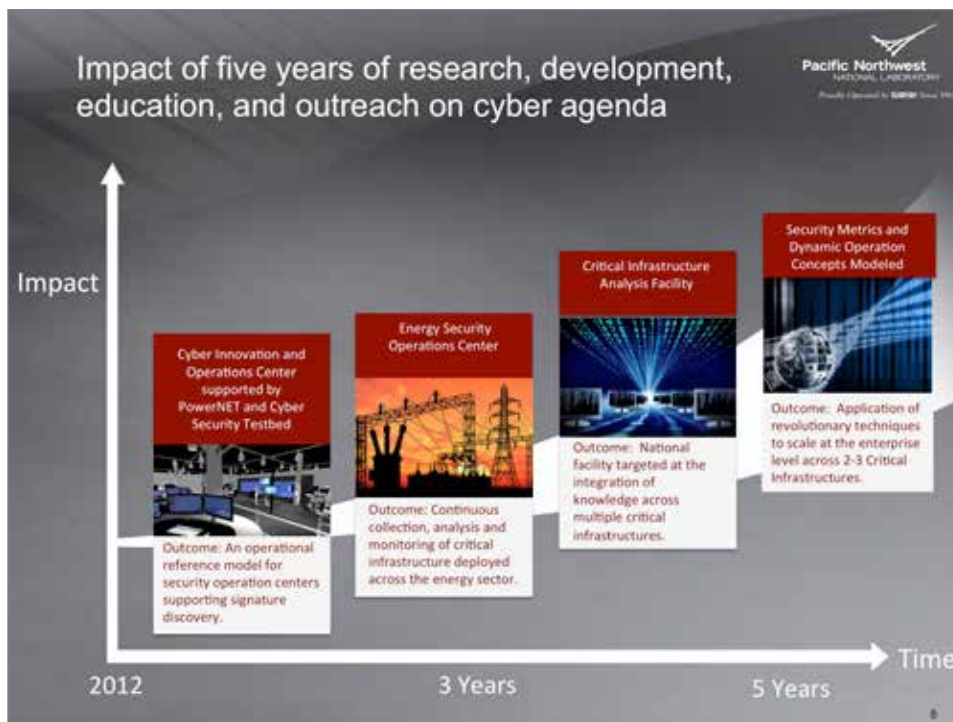 Impact of five years of research, development,
education, and outreach on cyber agenda
Pacific Northwest
NATIONAL LABORATORY
Proudly Operated by Battelle Since
Impact
Cyber Innovation and
Operations Center
supported by
PowerNET and Cyber
Security Testbed
Outcome: An operational
reference model for
security operation centers
supporting signature
discovery.
Energy Security
Operations Center
Outcome: Continuous
collection, analysis and
monitoring of critical
infrastructure deployed
across the energy sector.
Critical Infrastructure
Analysis Facility
Outcome: National
facility targeted at the
integration of
knowledge across
multiple critical
infrastructures.
Security Metrics and
Dynamic Operation
Concepts Modeled
Outcome: Application of
revolutionary techniques
to scale at the enterprise
level across 2-3 Critical
Infrastructures.
Time
2012
3 Years
5 Years